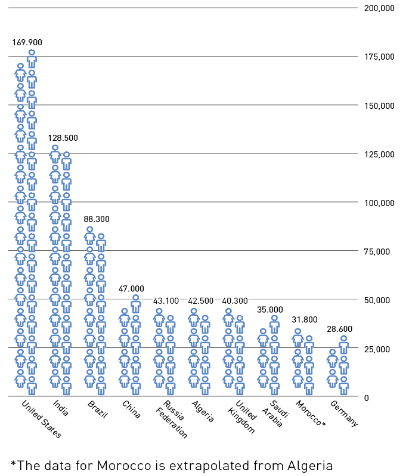 200,000
169.900
175,000
150,000
128.500
125,000
100,000
88.300
75,000
47.000
43.100
42.500
40.300
50,000
35.000
31.800
28.600
25,000
0
United States
India
Brazil
China
Russia
Federation
Algeria
United
Kingdom
Saudi
Arabia
Morocco*
Germany
*The data for Morocco is extrapolated from Algeria